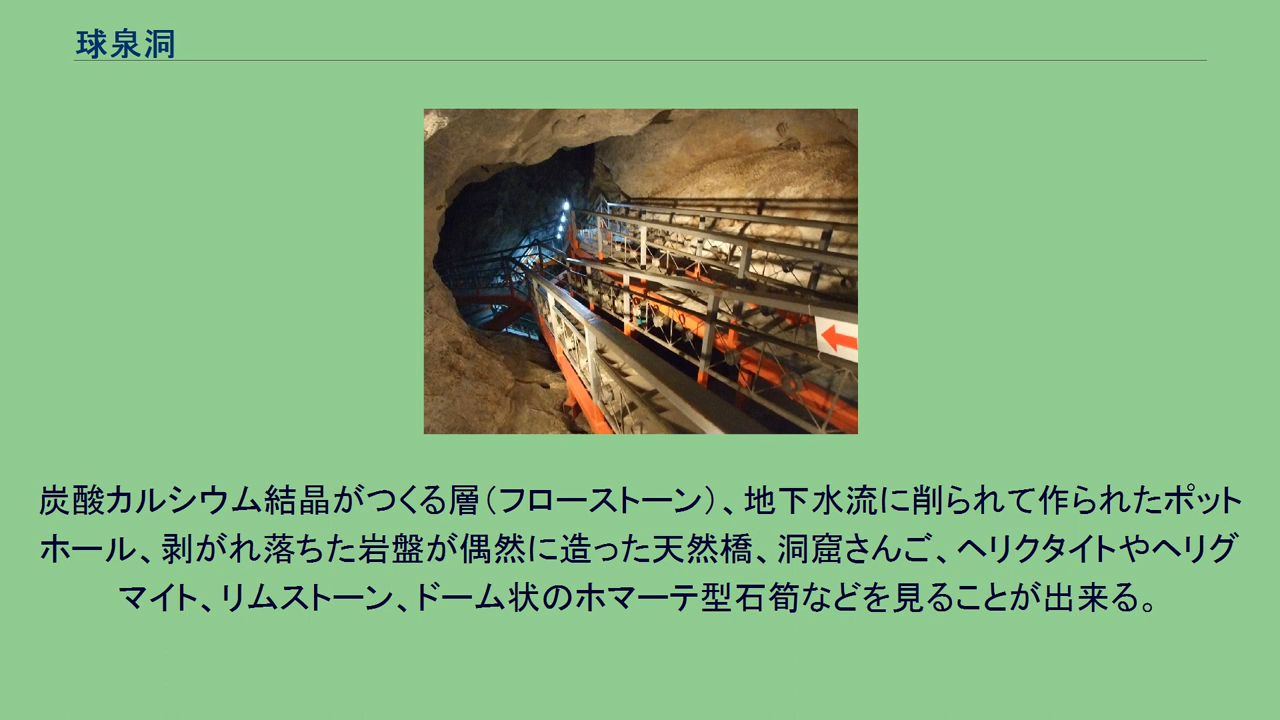 球泉洞
炭酸カルシウム結晶がつくる層（フローストーン）、地下水流に削られて作られたポット
ホール、剥がれ落ちた岩盤が偶然に造った天然橋、洞窟さんご、ヘリクタイトやヘリグ
マイト、リムストーン、ドーム状のホマーテ型石筍などを見ることが出来る。